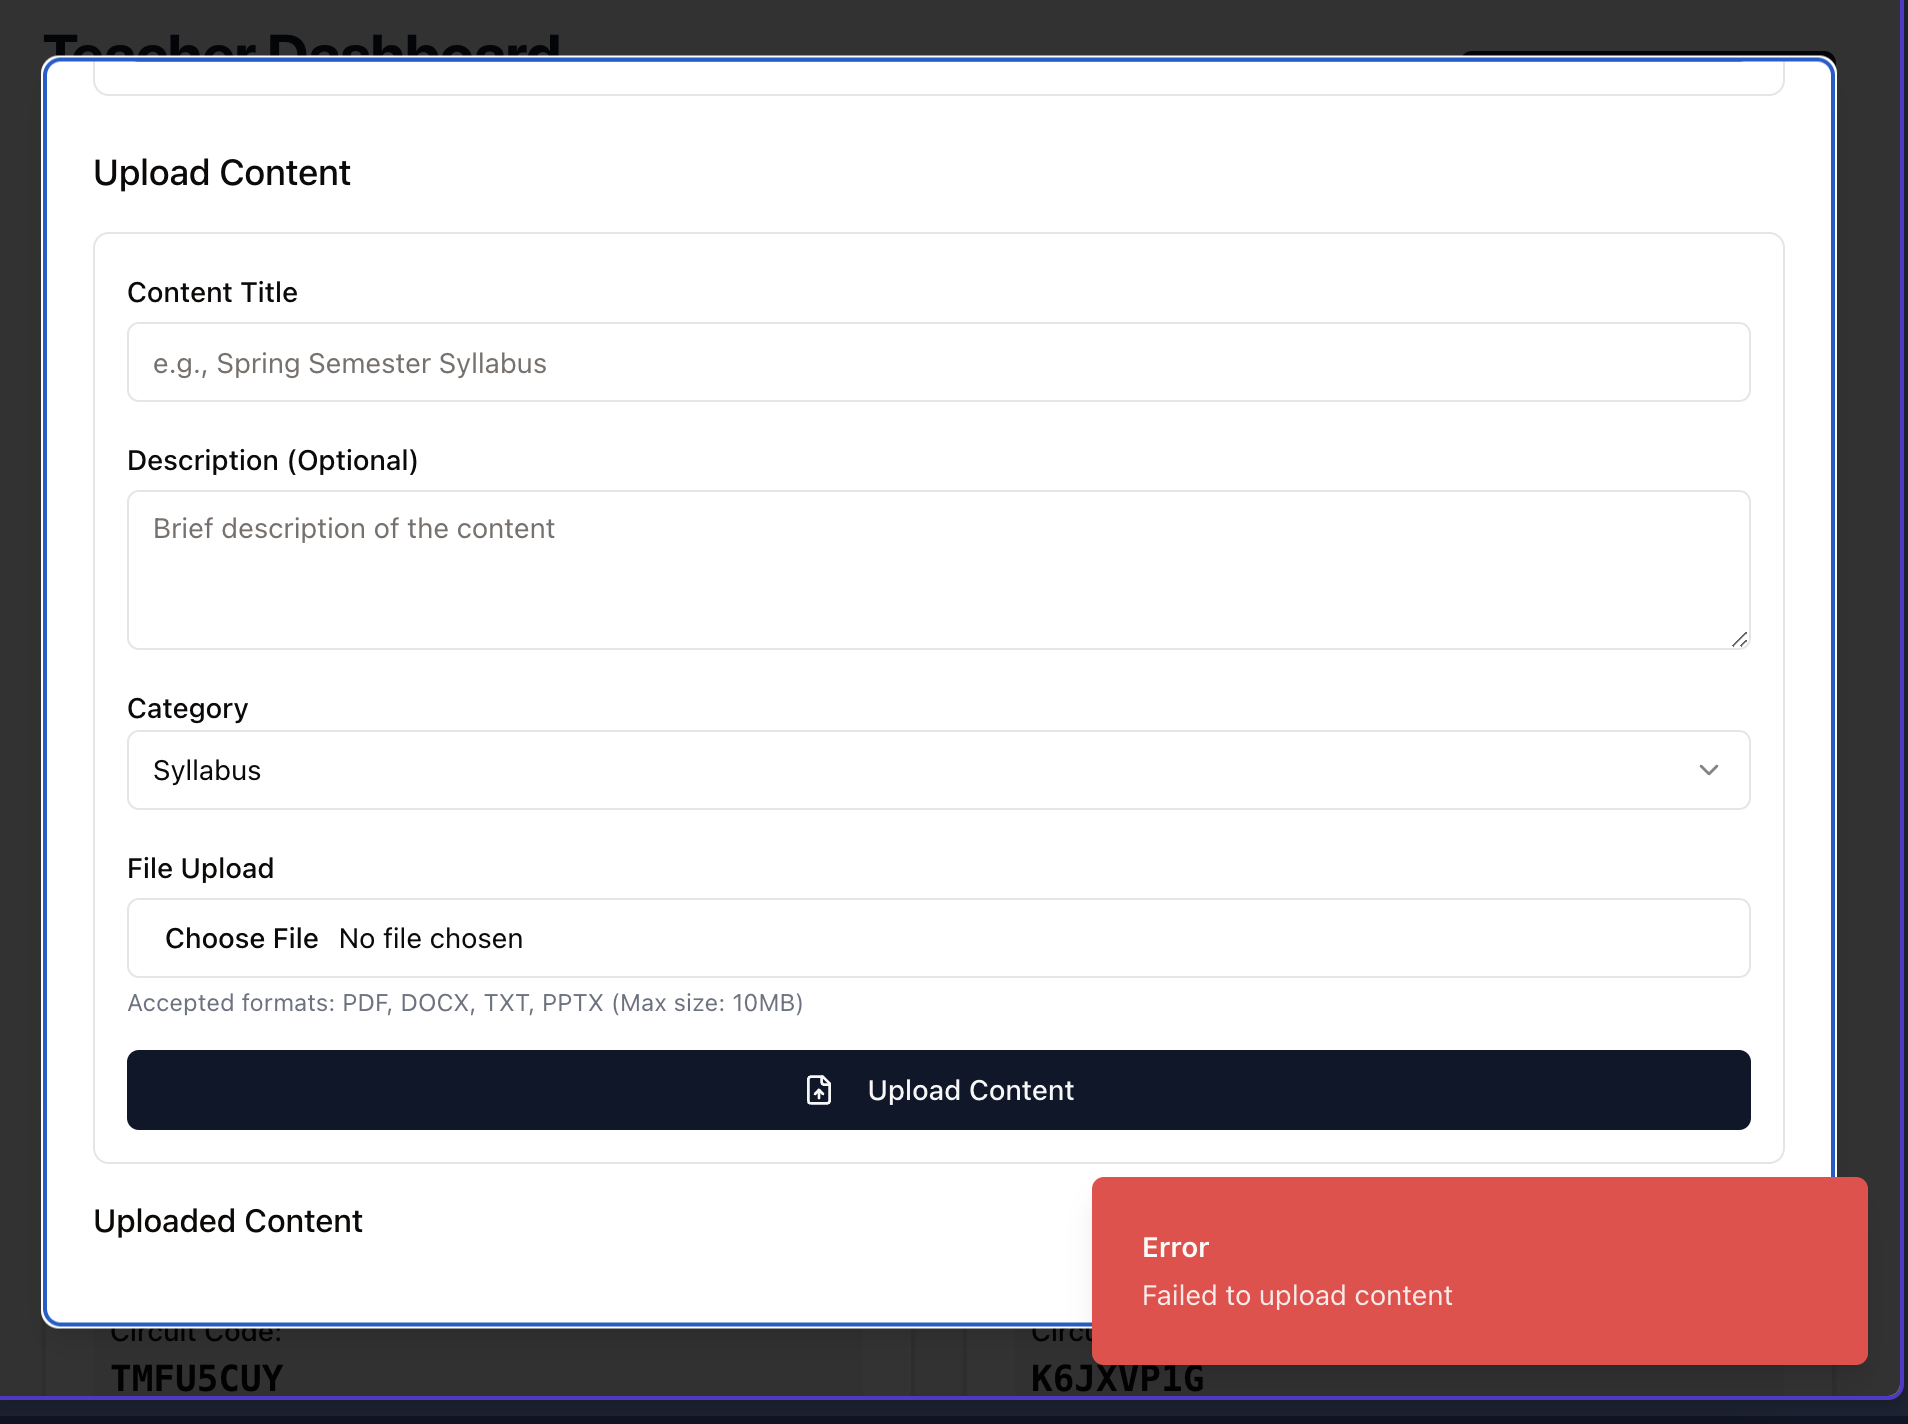 Teacher Dashboard
Upload Content
Content Title
e.g., Spring Semester Syllabus
Description (Optional)
Brief description of the content
Category
Syllabus
File Upload
Choose File No file chosen
Accepted formats: PDF, DOCX, TXT, PPTX (Max size: 10MB)
Upload Content
Uploaded Content
Error
Failed to upload content
Circuit Code:
TMFU5CUY
K6JXVP1G